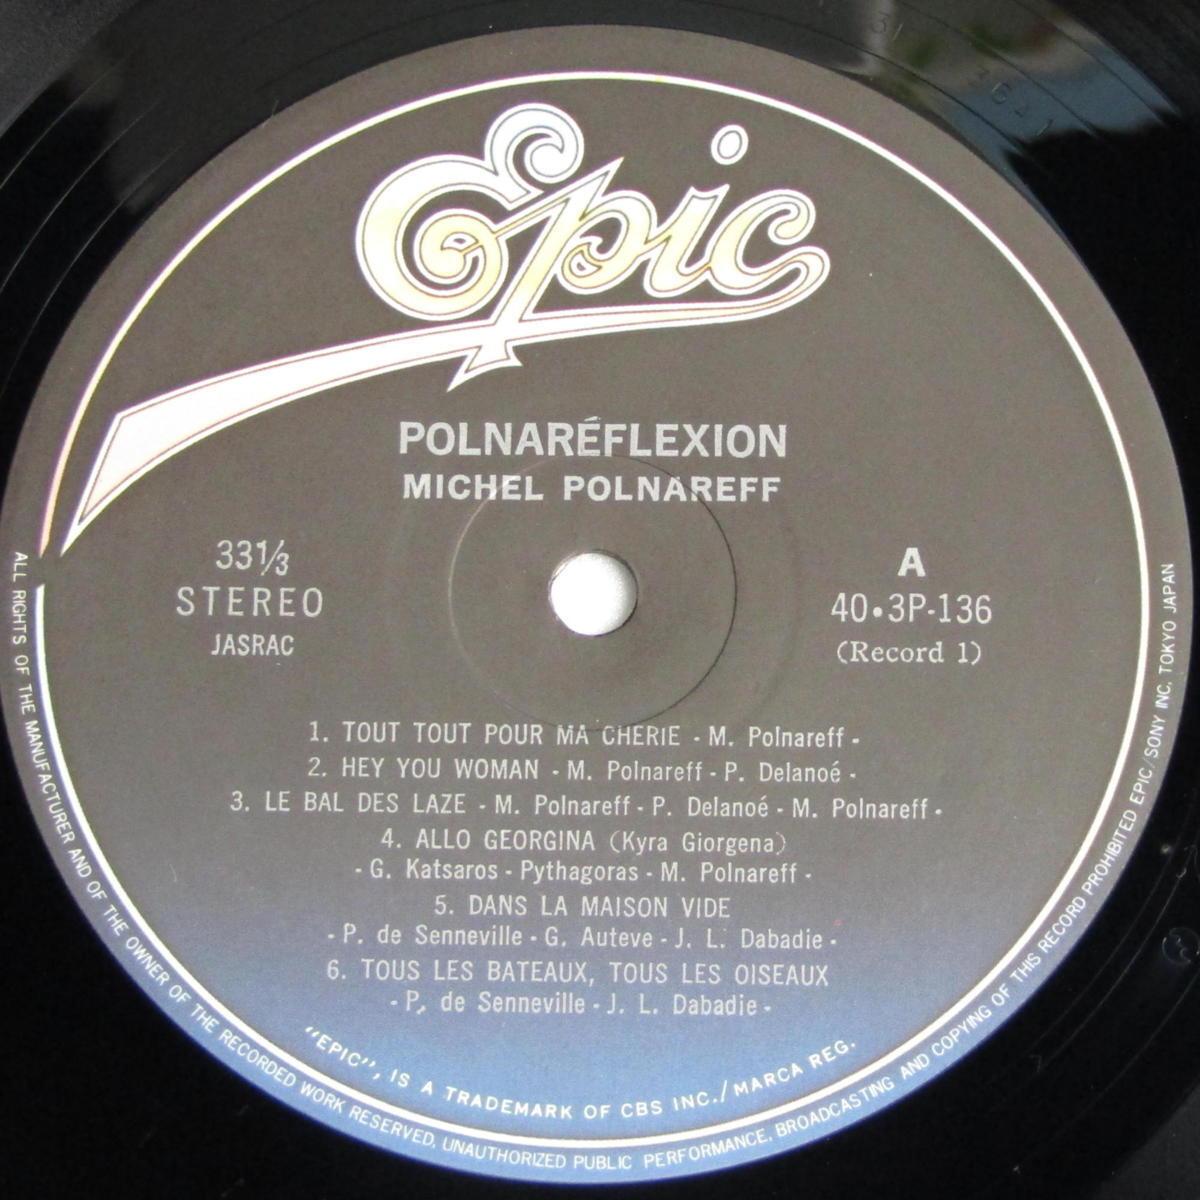 Epic
POLNARÉFLEXION
MICHEL POLNAREFF
33⅓
STEREO
JASRAC
A
40•3P-136
(Record 1)
1. TOUT TOUT POUR MA CHERIE - M. Polnareff -
2. HEY YOU WOMAN - M. Polnareff - P. Delanoé -
3. LE BAL DES LAZE - M. Polnareff - P. Delanoé - M. Polnareff -
4. ALLO GEORGINA (Kyra Giorgena)
- G. Katsaros - Pythagoras - M. Polnareff -
5. DANS LA MAISON VIDE
- P. de Senneville - G. Auteve - J. L. Dabadie -
6. TOUS LES BATEAUX, TOUS LES OISEAUX
- P. de Senneville - J. L. Dabadie -
"EPIC", IS A TRADEMARK OF CBS INC./MARCA REG.
ALL RIGHTS OF THE MANUFACTURER AND OF THE OWNER OF THE RECORDED WORK RESERVED, UNAUTHORIZED PUBLIC PERFORMANCE, BROADCASTING AND COPYING OF THIS RECORD PROHIBITED EPIC/SONY INC. TOKYO JAPAN